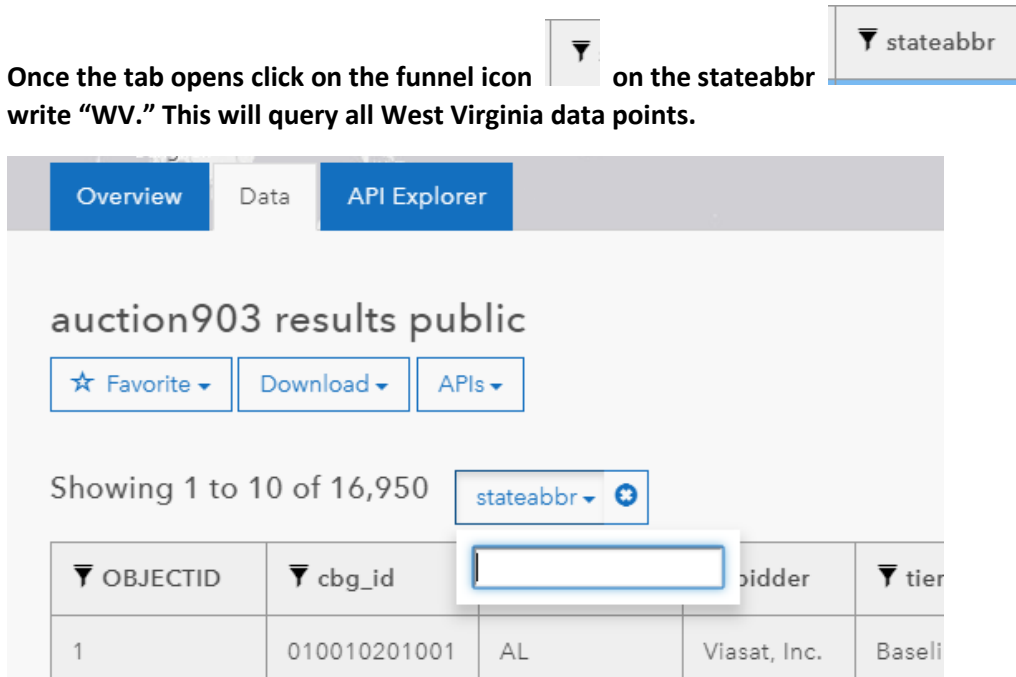 stateabbr
Once the tab opens click on the funnel icon on the stateabbr
write “WV.” This will query all West Virginia data points.
Overview Data API Explorer
auction903 results public
Favorite Download APIs
Showing 1 to 10 of 16,950 stateabbr
OBJECTID cbg_id bidder tier
1 010010201001 AL Viasat, Inc. Baseli